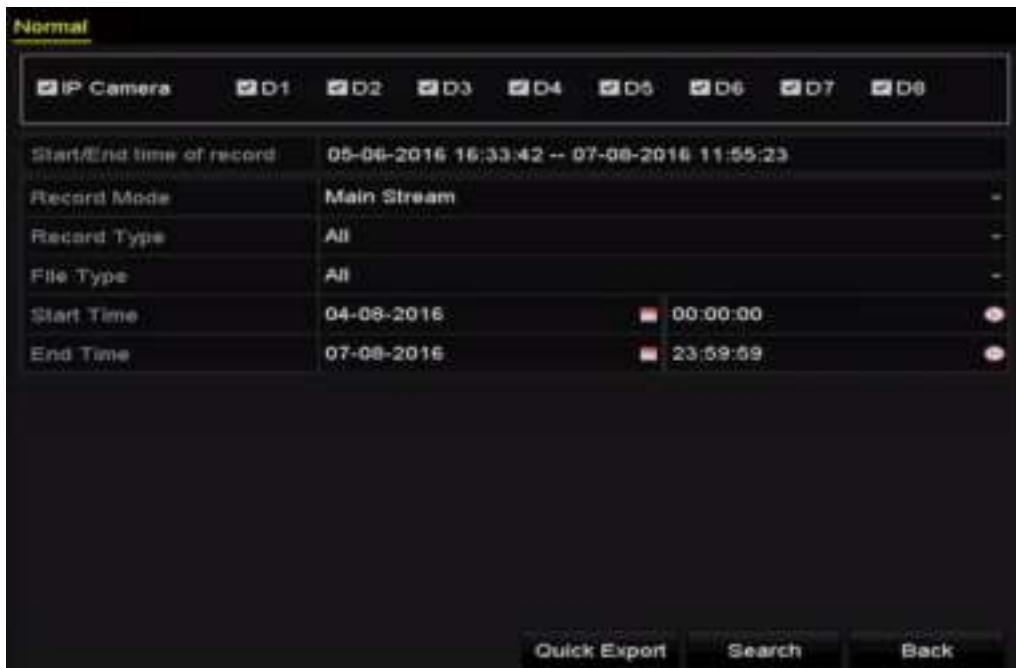 Normal
IP Camera D1 D2 D3 D4 D5 D6 D7 D8
Start/End time of record 05-06-2016 16:33:42 -- 07-08-2016 11:55:23
Record Mode Main Stream
Record Type All
File Type All
Start Time 04-08-2016 00:00:00
End Time 07-08-2016 23:59:59
Quick Export Search Back